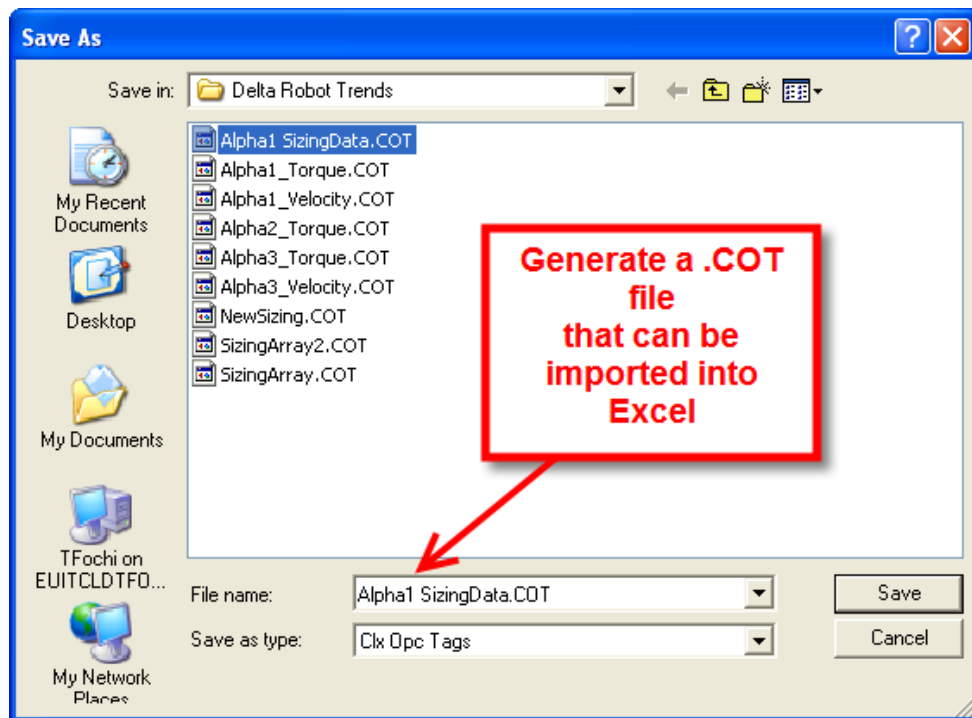 Save As
Save in:
Delta Robot Trends
Alpha1 SizingData.COT
Alpha1_Torque.COT
Alpha1_Velocity.COT
Alpha2_Torque.COT
Alpha3_Torque.COT
Alpha3_Velocity.COT
NewSizing.COT
SizingArray2.COT
SizingArray.COT
My Recent
Documents
Desktop
My Documents
TFochi on
EUITCLDTFO...
My Network
Places
Generate a .COT
file
that can be
imported into
Excel
File name:
Alpha1 SizingData.COT
Save
Save as type:
Clx Opc Tags
Cancel